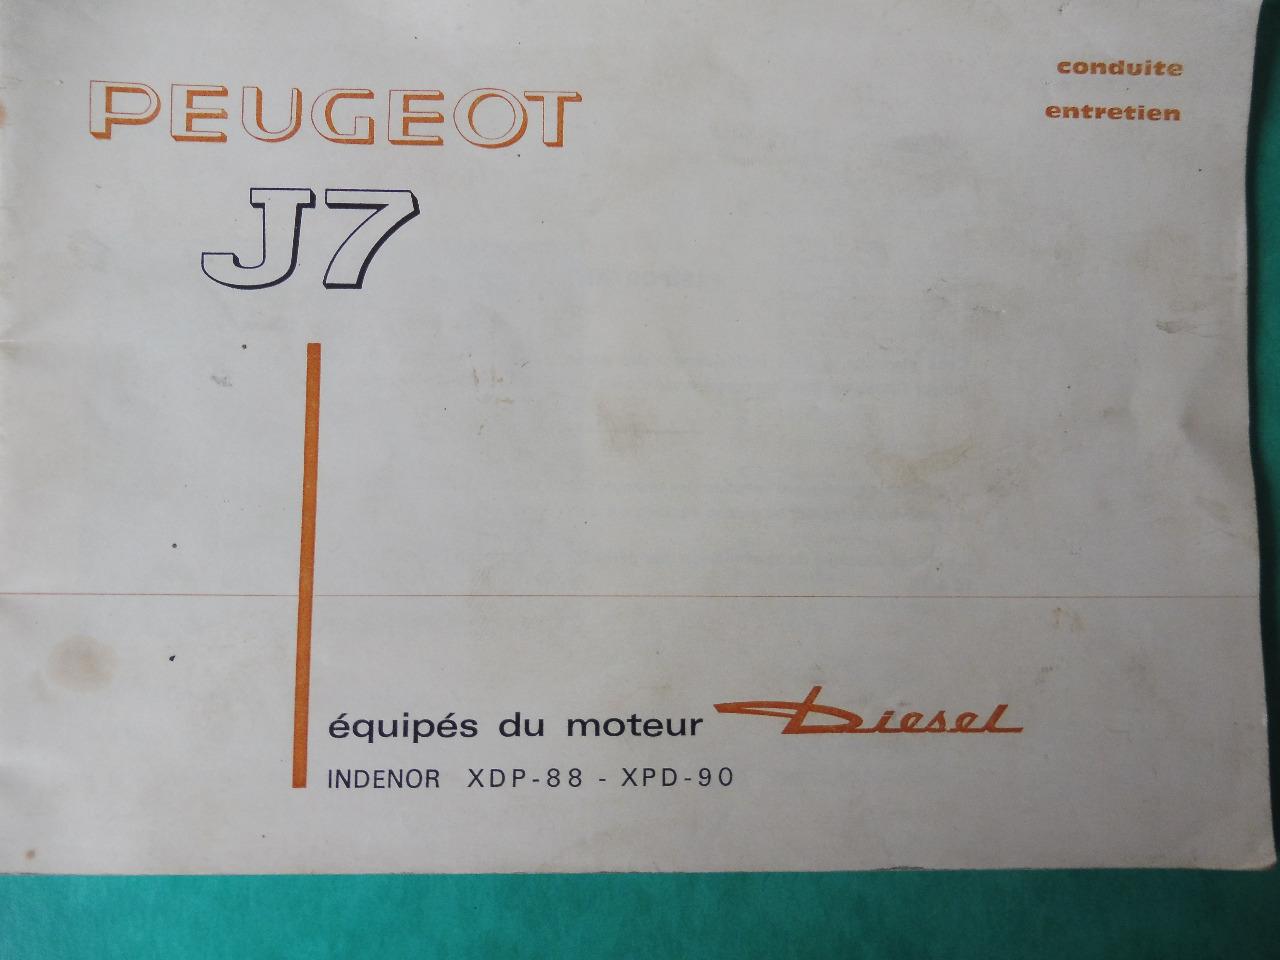 PEUGEOT
conduite
entretien
J7
équipés du moteur Diesel
INDENOR XDP-88 - XPD-90